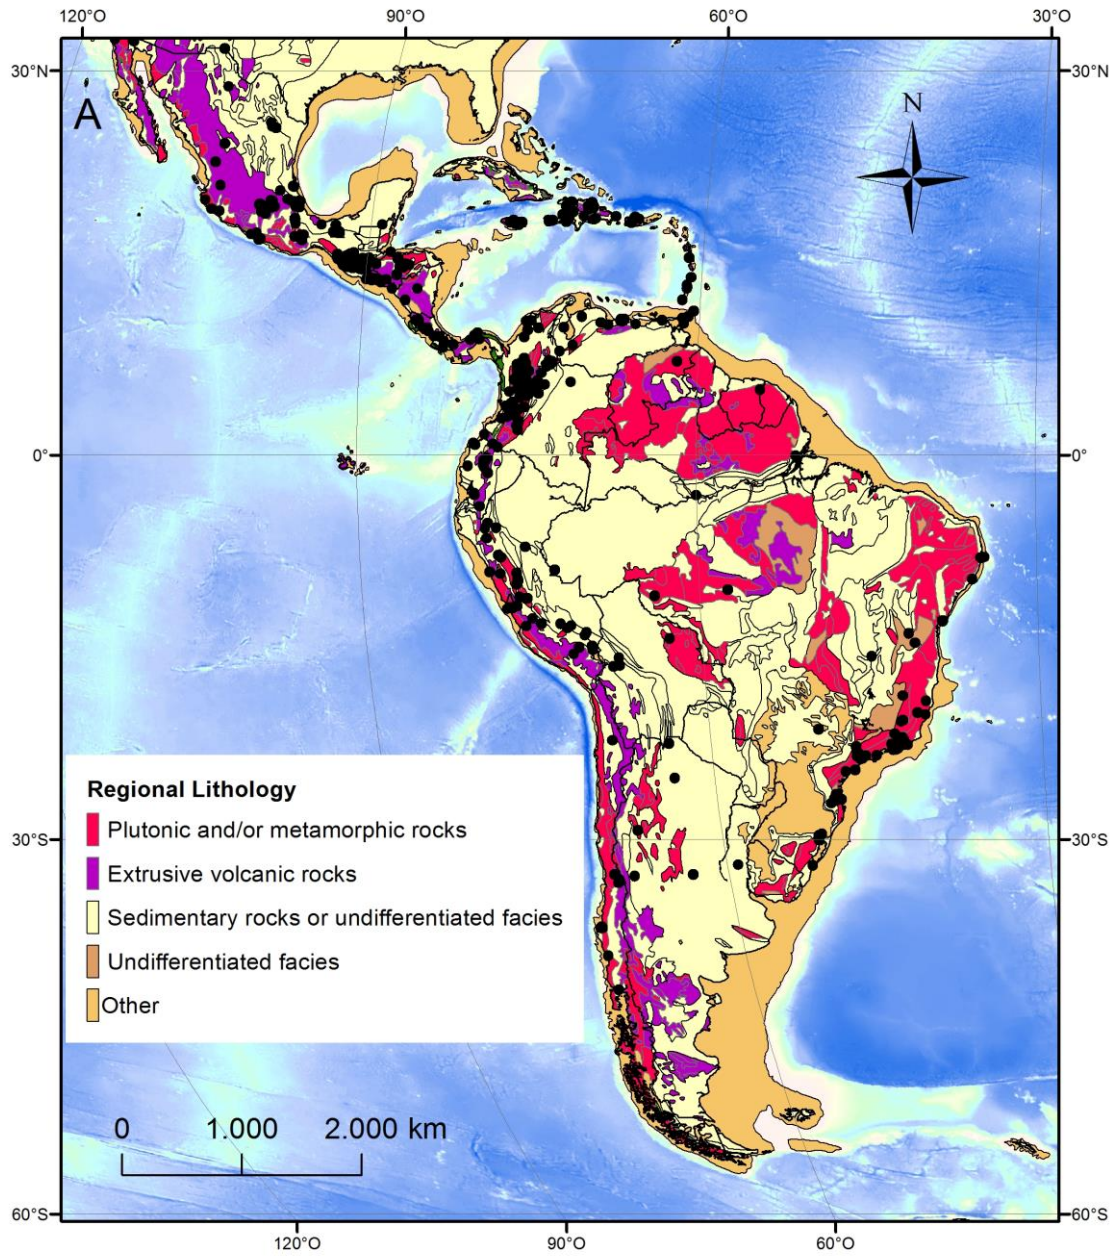 120°O 90°O 60°O 30°O
30°N 30°N
A
N
0° 0°
Regional Lithology
Plutonic and/or metamorphic rocks
30°S 30°S
Extrusive volcanic rocks
Sedimentary rocks or undifferentiated facies
Undifferentiated facies
Other
0 1.000 2.000 km
60°S 60°S
120°O 90°O 60°O